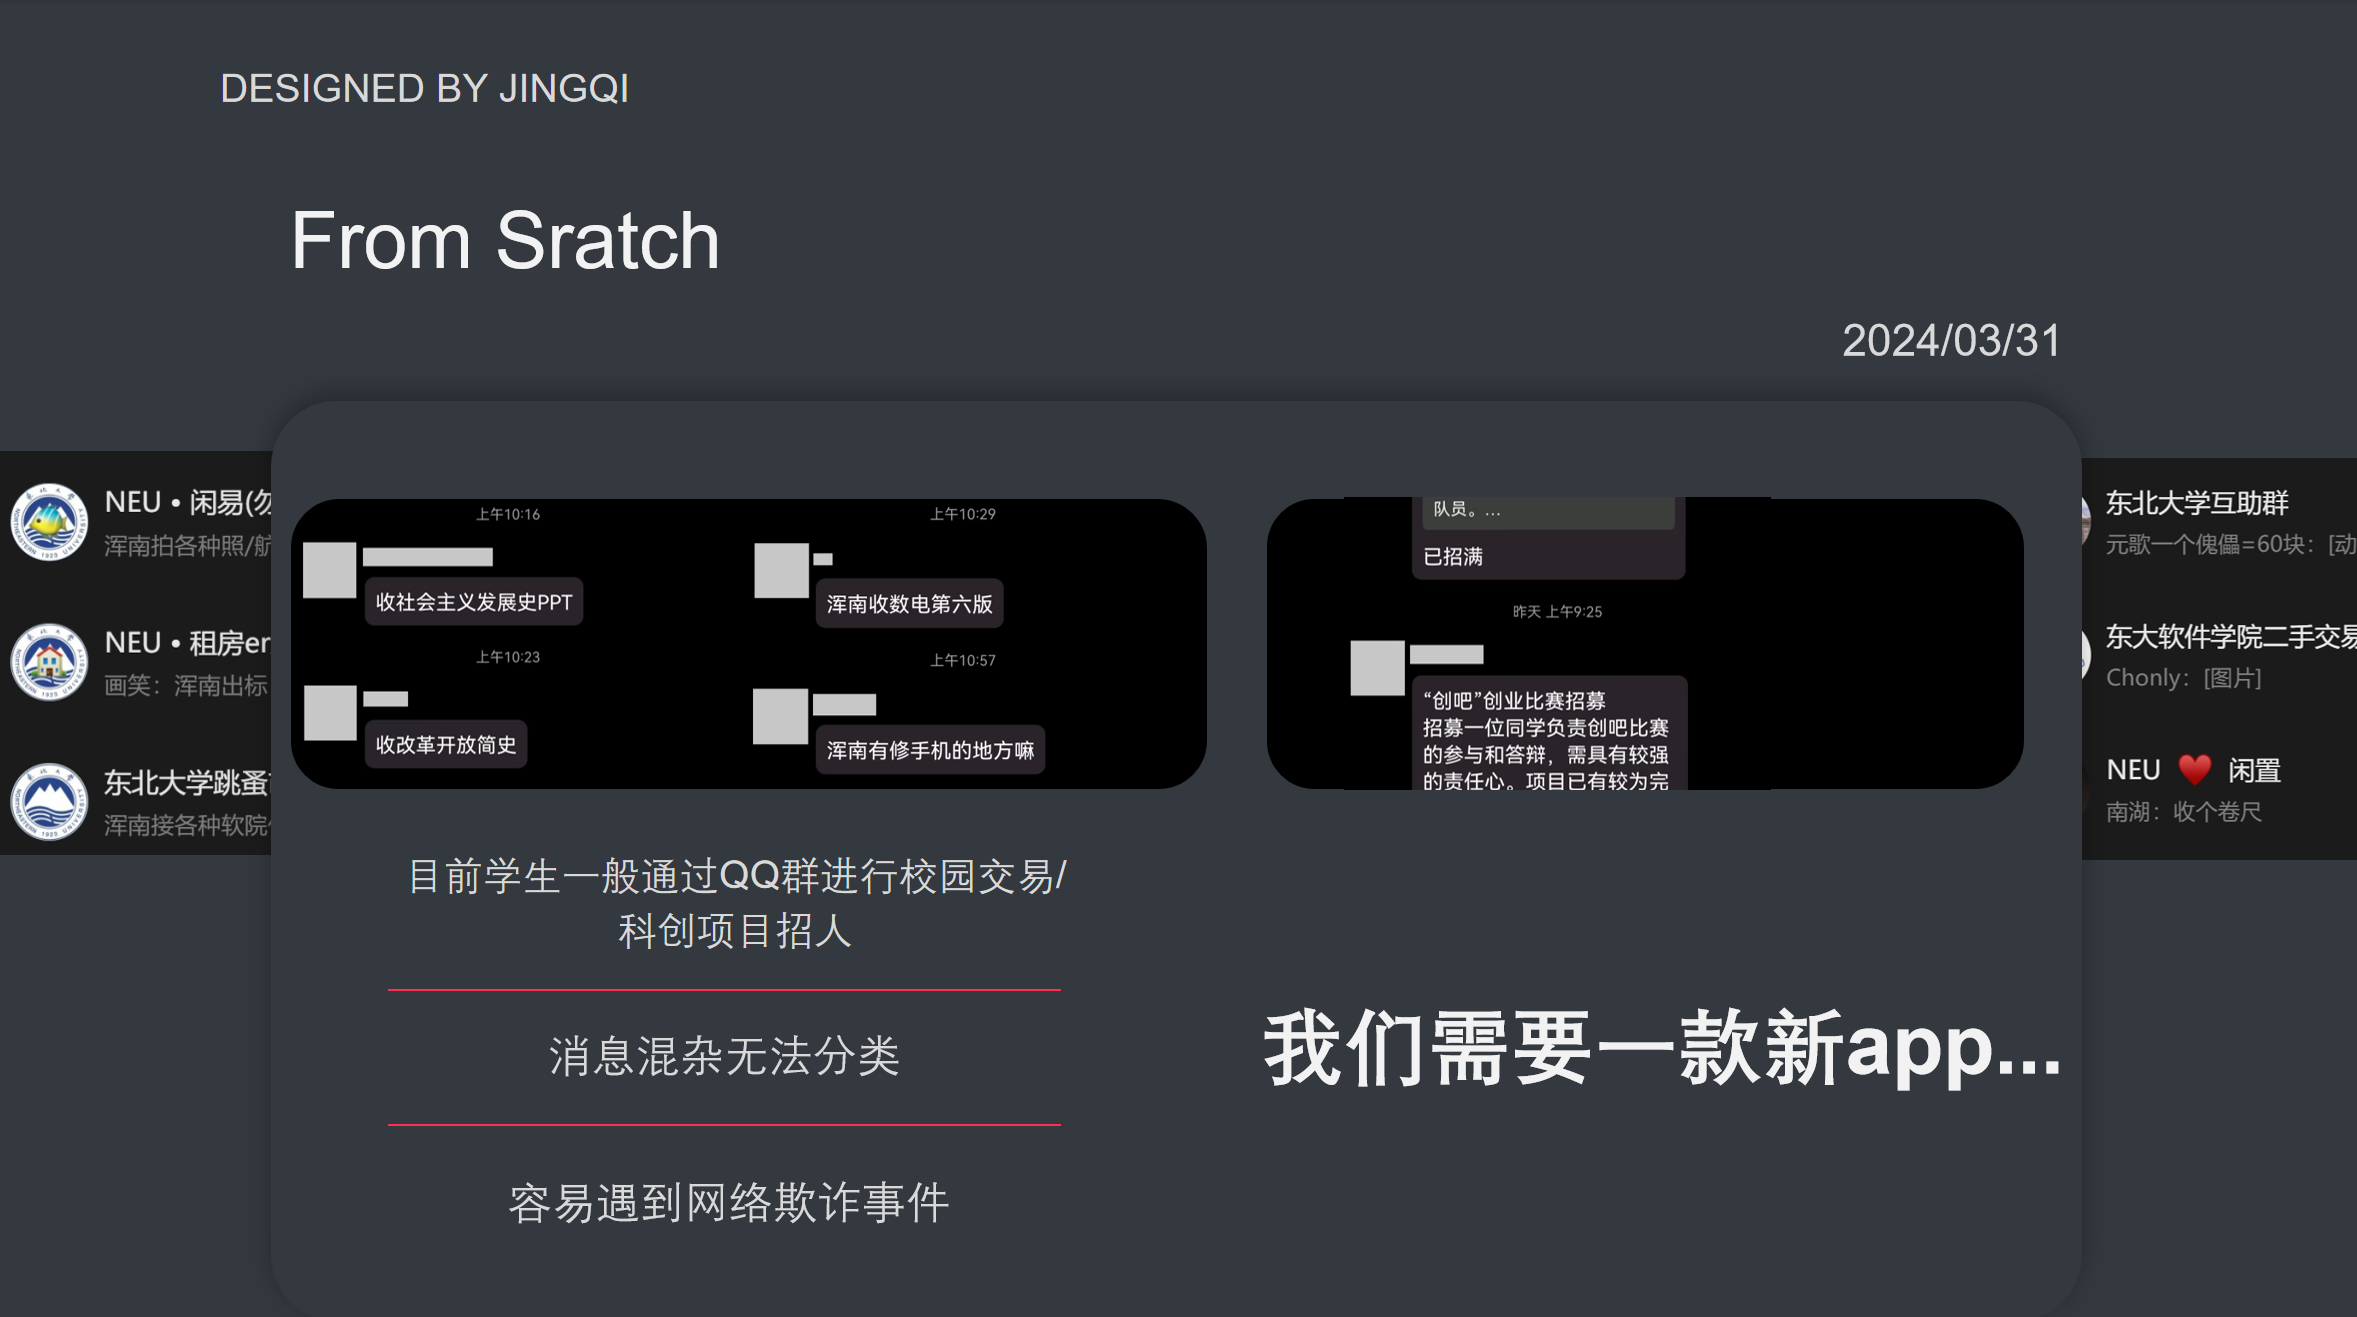 DESIGNED BY JINGQI
From Sratch
2024/03/31
NEU • 闲易(勿
浑南拍各种照/航
NEU • 租房er
画笑：浑南出标
东北大学跳蚤
浑南接各种软院
上午10:16
收社会主义发展史PPT
上午10:23
收改革开放简史
上午10:29
浑南收数电第六版
上午10:57
浑南有修手机的地方嘛
队员。...
已招满
昨天 上午9:25
“创吧”创业比赛招募
招募一位同学负责创吧比赛
的参与和答辩，需具有较强
的责任心。项目已有较为完
东北大学互助群
元歌一个傀儡=60块：[动
东大软件学院二手交易
Chonly：[图片]
NEU ♥ 闲置
南湖：收个卷尺
目前学生一般通过QQ群进行校园交易/
科创项目招人
消息混杂无法分类
容易遇到网络欺诈事件
我们需要一款新app...